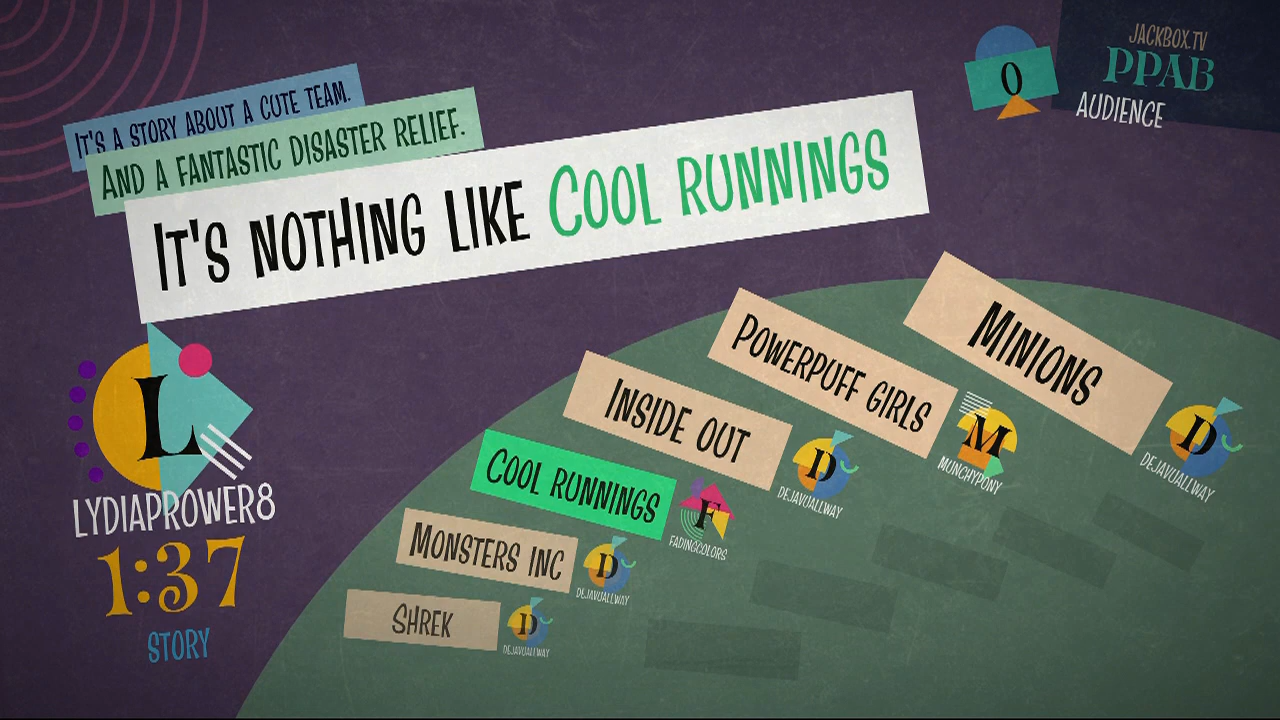 IT'S A STORY ABOUT A CUTE TEAM.
AND A FANTASTIC DISASTER RELIEF.
IT'S NOTHING LIKE COOL RUNNINGS
0
JACKBOX.TV
PPAB
AUDIENCE
L
LYDIAPROWER8
1:37
STORY
MINIONS
D
DEJAVUALLWAY
POWERPUFF GIRLS
M
MUNCHYPONY
INSIDE OUT
D
DEJAVUALLWAY
COOL RUNNINGS
F
FADINGCOLORS
MONSTERS INC
D
DEJAVUALLWAY
SHREK
D
DEJAVUALLWAY